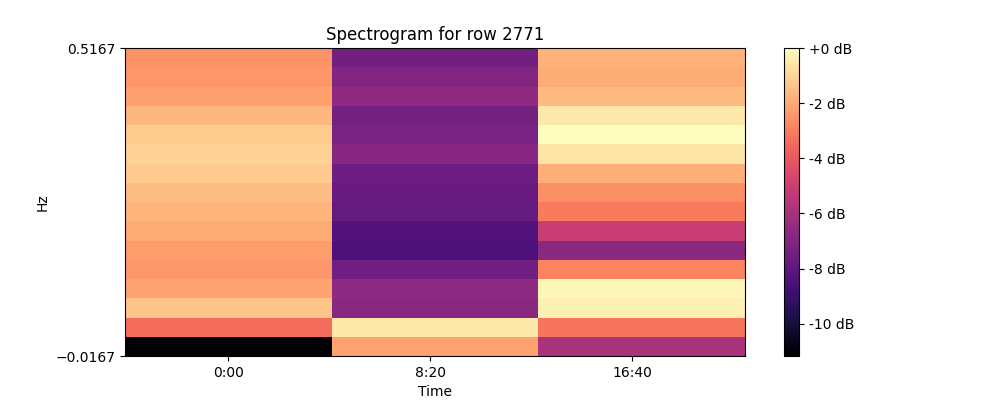 Spectrogram for row 2771
0.5167
Hz
−0.0167
0:00
8:20
16:40
Time
+0 dB
-2 dB
-4 dB
-6 dB
-8 dB
-10 dB